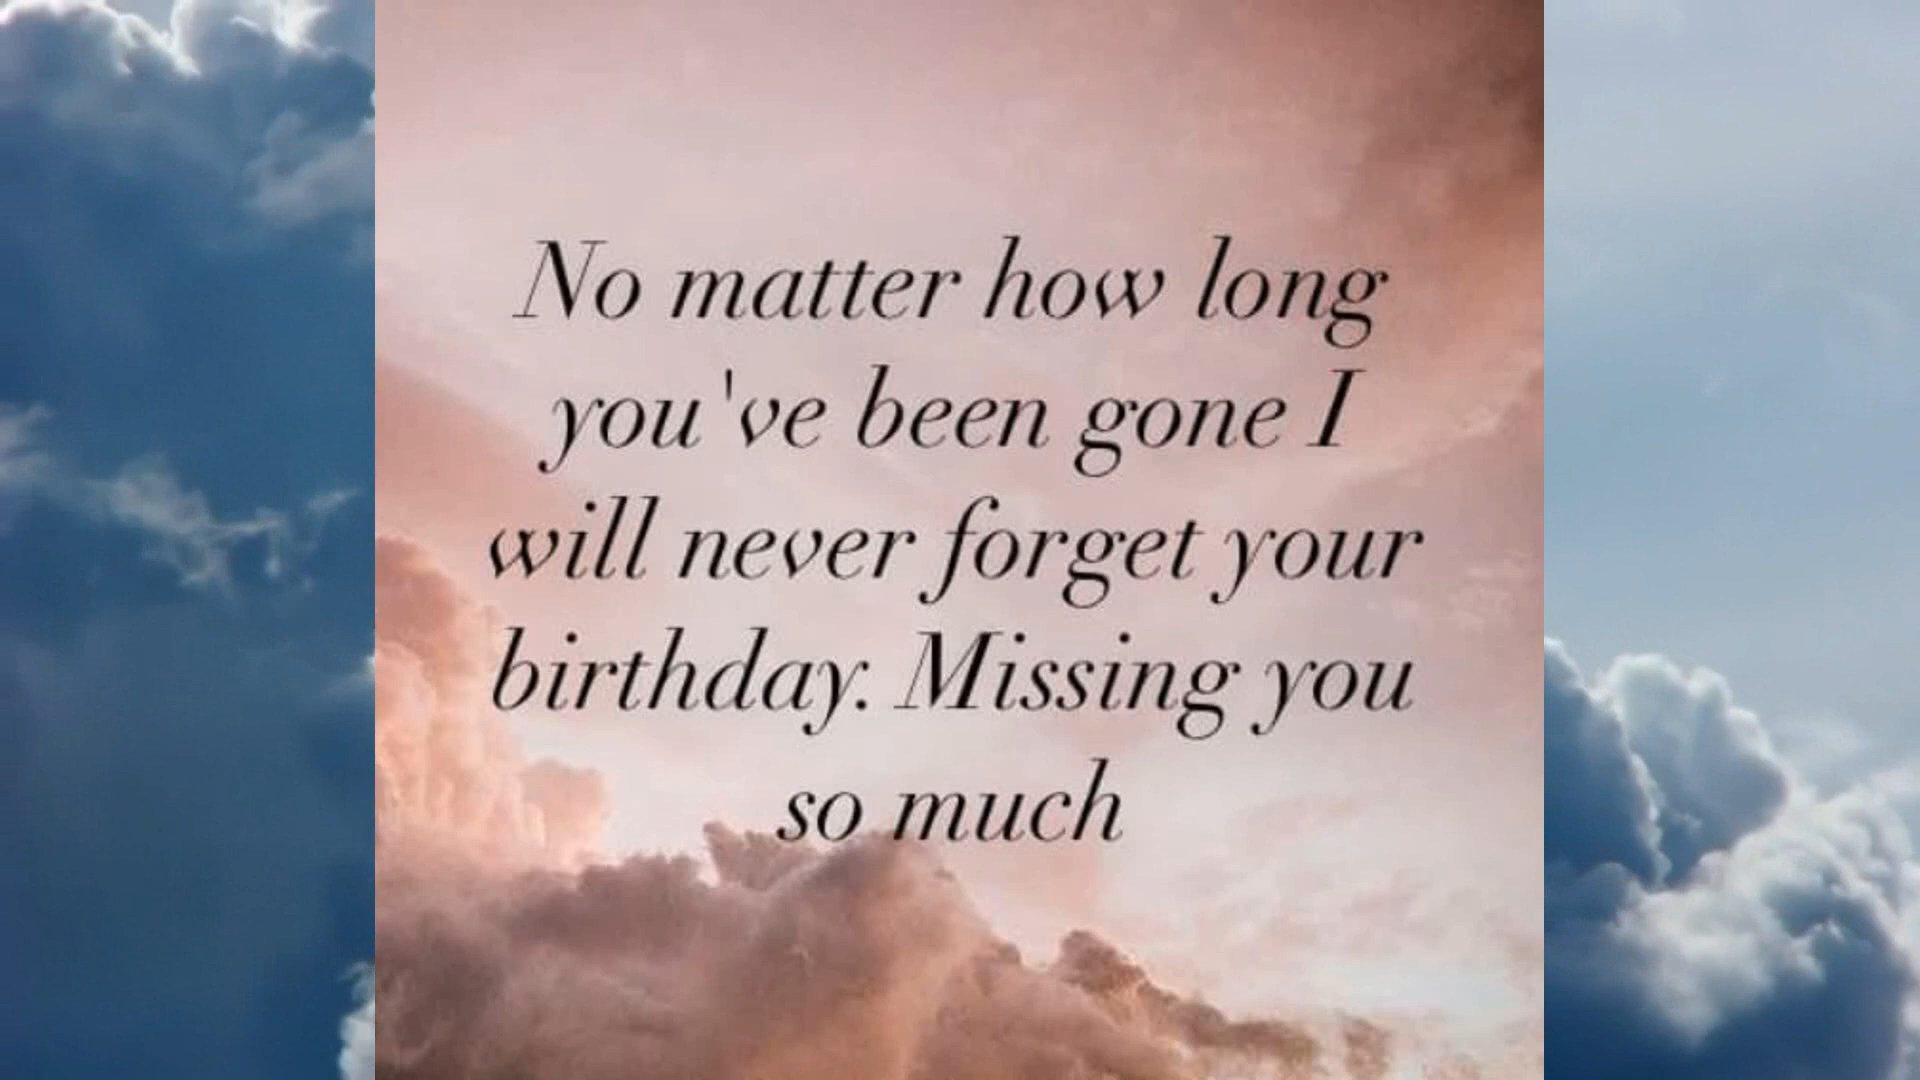 No matter how long
you've been gone I
will never forget your
birthday. Missing you
so much